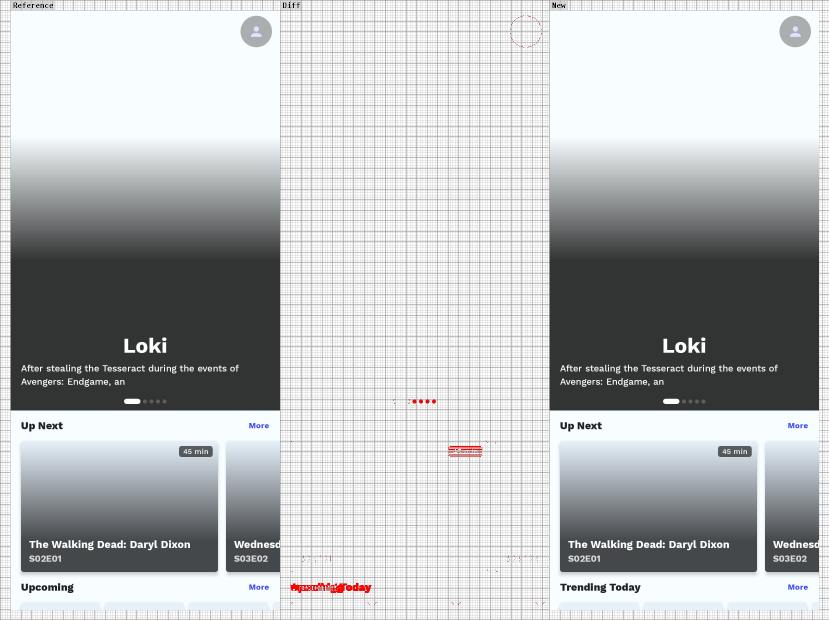 Reference
Diff
New
Loki
After stealing the Tesseract during the events of
Avengers: Endgame, an
Up Next
More
45 min
The Walking Dead: Daryl Dixon
S02E01
Wednesd
S03E02
Upcoming
More
Today
Loki
After stealing the Tesseract during the events of
Avengers: Endgame, an
Up Next
More
45 min
The Walking Dead: Daryl Dixon
S02E01
Wednesd
S03E02
Trending Today
More